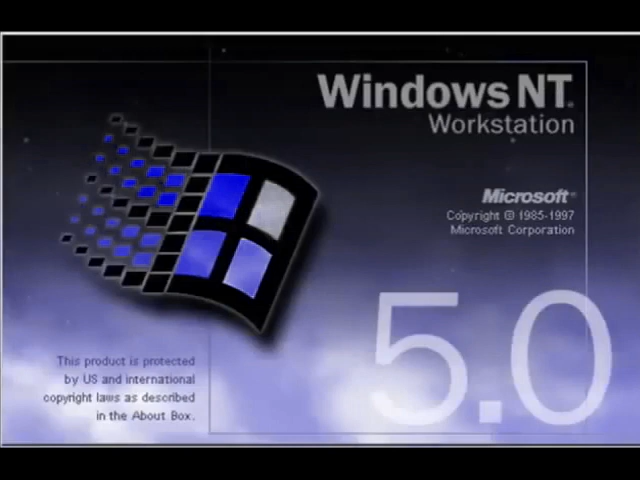 Windows NT®
Workstation
Microsoft®
Copyright © 1985-1997
Microsoft Corporation
5.0
This product is protected
by US and international
copyright laws as described
in the About Box.